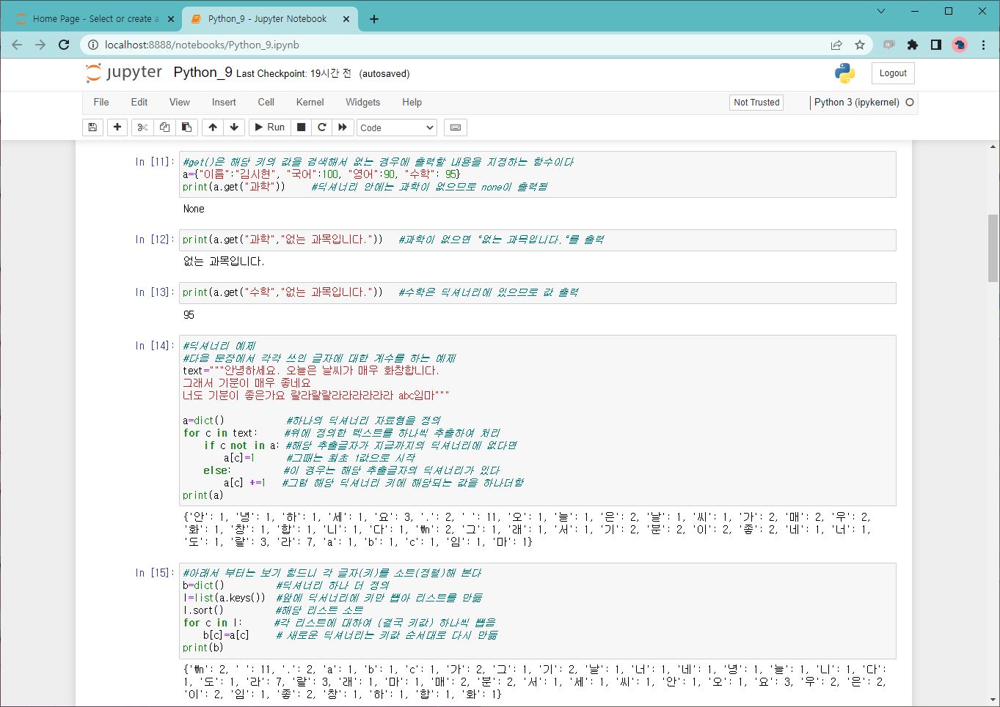 Home Page - Select or create a
Python_9 - Jupyter Notebook
localhost:8888/notebooks/Python_9.ipynb
jupyter Python_9 Last Checkpoint: 19시간 전 (autosaved)
Logout
File Edit View Insert Cell Kernel Widgets Help
Not Trusted
Python 3 (ipykernel)
Run
Code
In [11]: #get()은 해당 키의 값을 검색해서 없는 경우에 출력할 내용을 지정하는 함수이다
a={"이름":"김시현", "국어":100, "영어":90, "수학": 95}
print(a.get("과학")) #딕셔너리 안에는 과학이 없으므로 none이 출력됨
None
In [12]: print(a.get("과학","없는 과목입니다.")) #과학이 없으면 "없는 과목입니다."를 출력
없는 과목입니다.
In [13]: print(a.get("수학","없는 과목입니다.")) #수학은 딕셔너리에 있으므로 값 출력
95
In [14]: #딕셔너리 예제
#다음 문장에서 각각 쓰인 글자에 대한 계수를 하는 예제
text="""안녕하세요. 오늘은 날씨가 매우 화창합니다.
그래서 기분이 매우 좋네요
너도 기분이 좋은가요 랄라랄랄라라라라라라 abc임마"""
a=dict() #하나의 딕셔너리 자료형을 정의
for c in text: #위에 정의한 텍스트를 하나씩 추출하여 처리
if c not in a: #해당 추출글자가 지금까지의 딕셔너리에 없다면
a[c]=1 #그때는 최초 1값으로 시작
else: #이 경우는 해당 추출글자의 딕셔너리가 있다
a[c] +=1 #그럼 해당 딕셔너리 키에 해당되는 값을 하나더함
print(a)
{'안': 1, '녕': 1, '하': 1, '세': 1, '요': 3, '.': 2, ' ': 11, '오': 1, '늘': 1, '은': 2, '날': 1, '씨': 1, '가': 2, '매': 2, '우': 2,
'화': 1, '창': 1, '합': 1, '니': 1, '다': 1, '₩n': 2, '그': 1, '래': 1, '서': 1, '기': 2, '분': 2, '이': 2, '좋': 2, '네': 1, '너': 1,
'도': 1, '랄': 3, '라': 7, 'a': 1, 'b': 1, 'c': 1, '임': 1, '마': 1}
In [15]: #아래서 부터는 보기 힘드니 각 글자(키)를 소트(정렬)해 본다
b=dict() #딕셔너리 하나 더 정의
l=list(a.keys()) #앞에 딕서너리에 키만 뽑아 리스트를 만듦
l.sort() #해당 리스트 소트
for c in l: #각 리스트에 대하여 (결국 키값) 하나씩 뽑음
b[c]=a[c] # 새로운 딕셔너리는 키값 순서대로 다시 만듦
print(b)
{'₩n': 2, ' ': 11, '.': 2, 'a': 1, 'b': 1, 'c': 1, '가': 2, '그': 1, '기': 2, '날': 1, '너': 1, '네': 1, '녕': 1, '늘': 1, '니': 1, '다':
1, '도': 1, '라': 7, '랄': 3, '래': 1, '마': 1, '매': 2, '분': 2, '서': 1, '세': 1, '씨': 1, '안': 1, '오': 1, '요': 3, '우': 2, '은': 2,
'이': 2, '임': 1, '좋': 2, '창': 1, '하': 1, '합': 1, '화': 1}